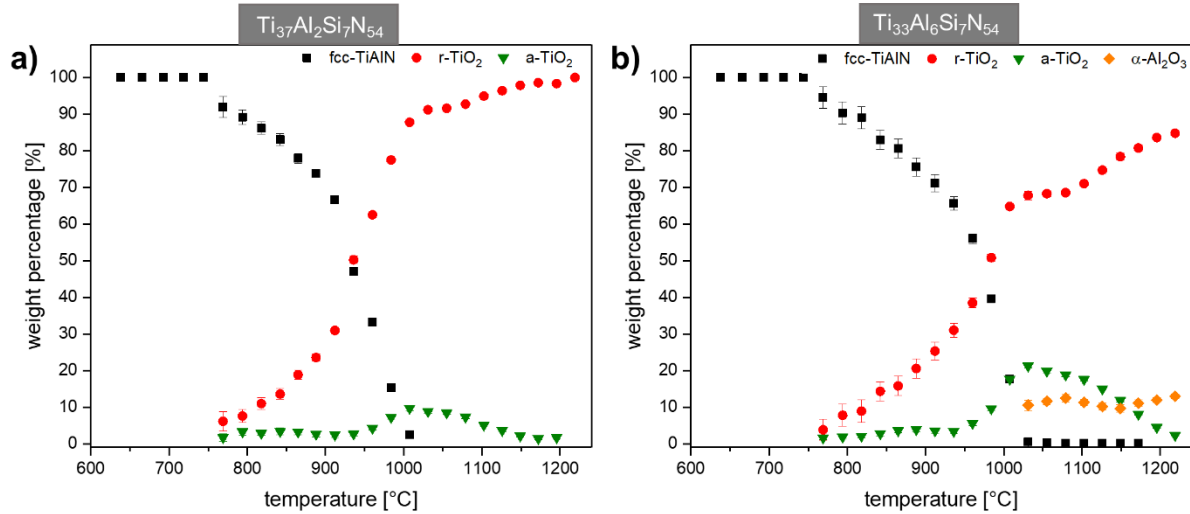 Ti₃₇Al₂Si₇N₅₄
a)
fcc-TiAlN r-TiO₂ a-TiO₂
100
90
80
70
60
50
40
30
20
10
0
weight percentage [%]
600 700 800 900 1000 1100 1200
temperature [°C]
Ti₃₃Al₆Si₇N₅₄
b)
fcc-TiAlN r-TiO₂ a-TiO₂ α-Al₂O₃
100
90
80
70
60
50
40
30
20
10
0
weight percentage [%]
600 700 800 900 1000 1100 1200
temperature [°C]